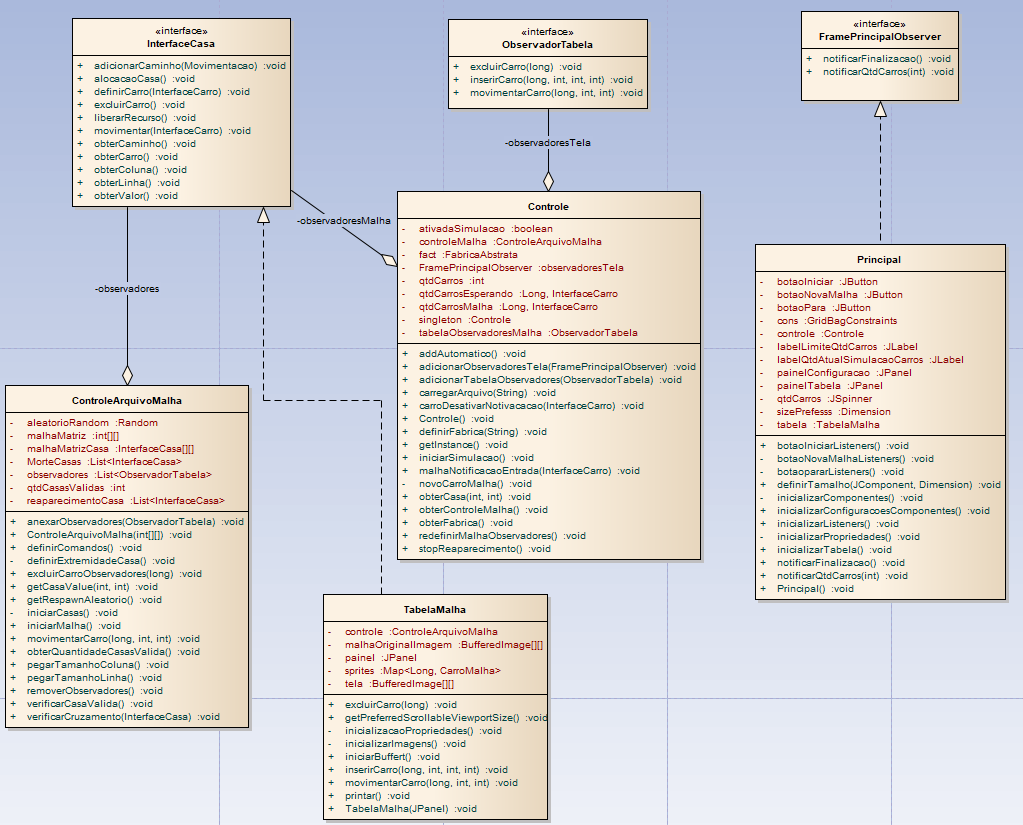 «interface»
InterfaceCasa
+ adicionarCaminho(Movimentacao) :void
+ alocacaoCasa() :void
+ definirCarro(InterfaceCarro) :void
+ excluirCarro() :void
+ liberarRecurso() :void
+ movimentar(InterfaceCarro) :void
+ obterCaminho() :void
+ obterCarro() :void
+ obterColuna() :void
+ obterLinha() :void
+ obterValor() :void
«interface»
ObservadorTabela
+ excluirCarro(long) :void
+ inserirCarro(long, int, int, int) :void
+ movimentarCarro(long, int, int) :void
«interface»
FramePrincipalObserver
+ notificarFinalizacao() :void
+ notificarQtdCarros(int) :void
-observadoresTela
-observadoresMalha
-observadores
Controle
- ativadaSimulacao :boolean
- controleMalha :ControleArquivoMalha
- fact :FabricaAbstrata
- FramePrincipalObserver :observadoresTela
- qtdCarros :int
- qtdCarrosEsperando :Long, InterfaceCarro
- qtdCarrosMalha :Long, InterfaceCarro
- singleton :Controle
- tabelaObservadoresMalha :ObservadorTabela
+ addAutomatico() :void
+ adicionarObservadoresTela(FramePrincipalObserver) :void
+ adicionarTabelaObservadores(ObservadorTabela) :void
+ carregarArquivo(String) :void
+ carroDesativarNotivacacao(InterfaceCarro) :void
+ Controle() :void
+ definirFabrica(String) :void
+ getInstance() :void
+ iniciarSimulacao() :void
+ malhaNotificacaoEntrada(InterfaceCarro) :void
- novoCarroMalha() :void
+ obterCasa(int, int) :void
+ obterControleMalha() :void
+ obterFabrica() :void
+ redefinirMalhaObservadores() :void
+ stopReaparecimento() :void
Principal
- botaoIniciar :JButton
- botaoNovaMalha :JButton
- botaoPara :JButton
- cons :GridBagConstraints
- controle :Controle
- labelLimiteQtdCarros :JLabel
- labelQtdAtualSimulacaoCarros :JLabel
- painelConfiguracao :JPanel
- painelTabela :JPanel
- qtdCarros :JSpinner
- sizePrefesss :Dimension
- tabela :TabelaMalha
+ botaoIniciarListeners() :void
- botaoNovaMalhaListeners() :void
- botaopararListeners() :void
+ definirTamalho(JComponent, Dimension) :void
- inicializarComponentes() :void
+ inicializarConfiguracoesComponentes() :void
+ inicializarListeners() :void
- inicializarPropriedades() :void
+ inicializarTabela() :void
+ notificarFinalizacao() :void
+ notificarQtdCarros(int) :void
+ Principal() :void
ControleArquivoMalha
- aleatorioRandom :Random
- malhaMatriz :int[][]
- malhaMatrizCasa :InterfaceCasa[][]
- MorteCasas :List<InterfaceCasa>
- observadores :List<ObservadorTabela>
- qtdCasasValidas :int
- reaparecimentoCasa :List<InterfaceCasa>
+ anexarObservadores(ObservadorTabela) :void
+ ControleArquivoMalha(int[][]) :void
+ definirComandos() :void
- definirExtremidadeCasa() :void
+ excluirCarroObservadores(long) :void
+ getCasaValue(int, int) :void
+ getRespawnAleatorio() :void
- iniciarCasas() :void
+ iniciarMalha() :void
+ movimentarCarro(long, int, int) :void
+ obterQuantidadeCasasValida() :void
+ pegarTamanhoColuna() :void
+ pegarTamanhoLinha() :void
+ removerObservadores() :void
+ verificarCasaValida() :void
+ verificarCruzamento(InterfaceCasa) :void
TabelaMalha
- controle :ControleArquivoMalha
- malhaOriginalImagem :BufferedImage[][]
- painel :JPanel
- sprites :Map<Long, CarroMalha>
- tela :BufferedImage[][]
+ excluirCarro(long) :void
+ getPreferredScrollableViewportSize() :void
- inicializacaoPropriedades() :void
- inicializarImagens() :void
+ iniciarBuffert() :void
+ inserirCarro(long, int, int, int) :void
+ movimentarCarro(long, int, int) :void
+ printar() :void
+ TabelaMalha(JPanel) :void